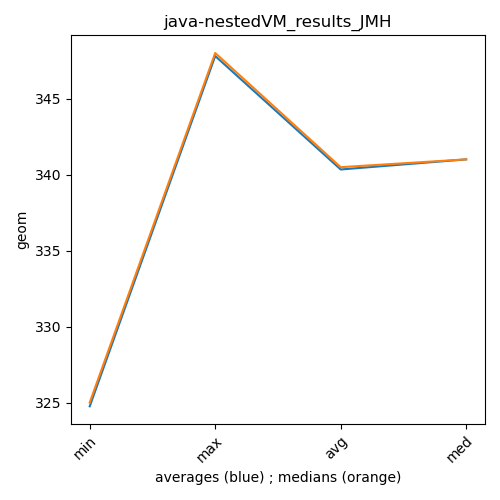 java-nestedVM_results_JMH
geom
345
340
335
330
325
min
max
avg
med
averages (blue) ; medians (orange)